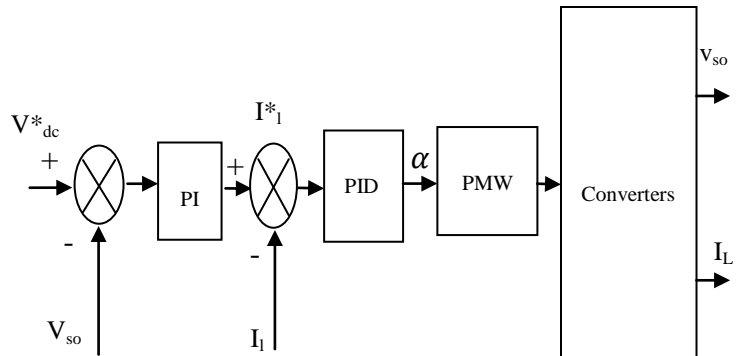 V*dc
+
-
Vso
PI
I*l
+
-
Il
PID
α
PMW
Converters
vso
IL